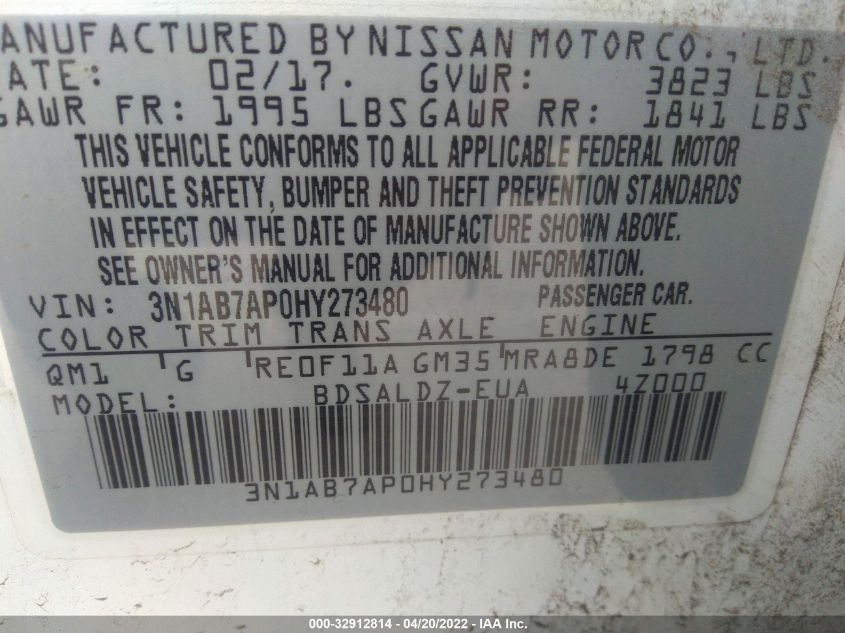 ANUFACTURED BY NISSAN MOTOR CO., LTD.
ATE: 02/17. GVWR: 3823 LBS
GAWR FR: 1995 LBS GAWR RR: 1841 LBS
THIS VEHICLE CONFORMS TO ALL APPLICABLE FEDERAL MOTOR
VEHICLE SAFETY, BUMPER AND THEFT PREVENTION STANDARDS
IN EFFECT ON THE DATE OF MANUFACTURE SHOWN ABOVE.
SEE OWNER'S MANUAL FOR ADDITIONAL INFORMATION.
VIN: 3N1AB7AP0HY273480 PASSENGER CAR.
COLOR TRIM TRANS AXLE ENGINE
QM1 G RE0F11A GM35 MRA8DE 1798 CC
MODEL: BDSALDZ-EUA 4Z000
3N1AB7AP0HY273480
000-32912814 - 04/20/2022 - IAA Inc.